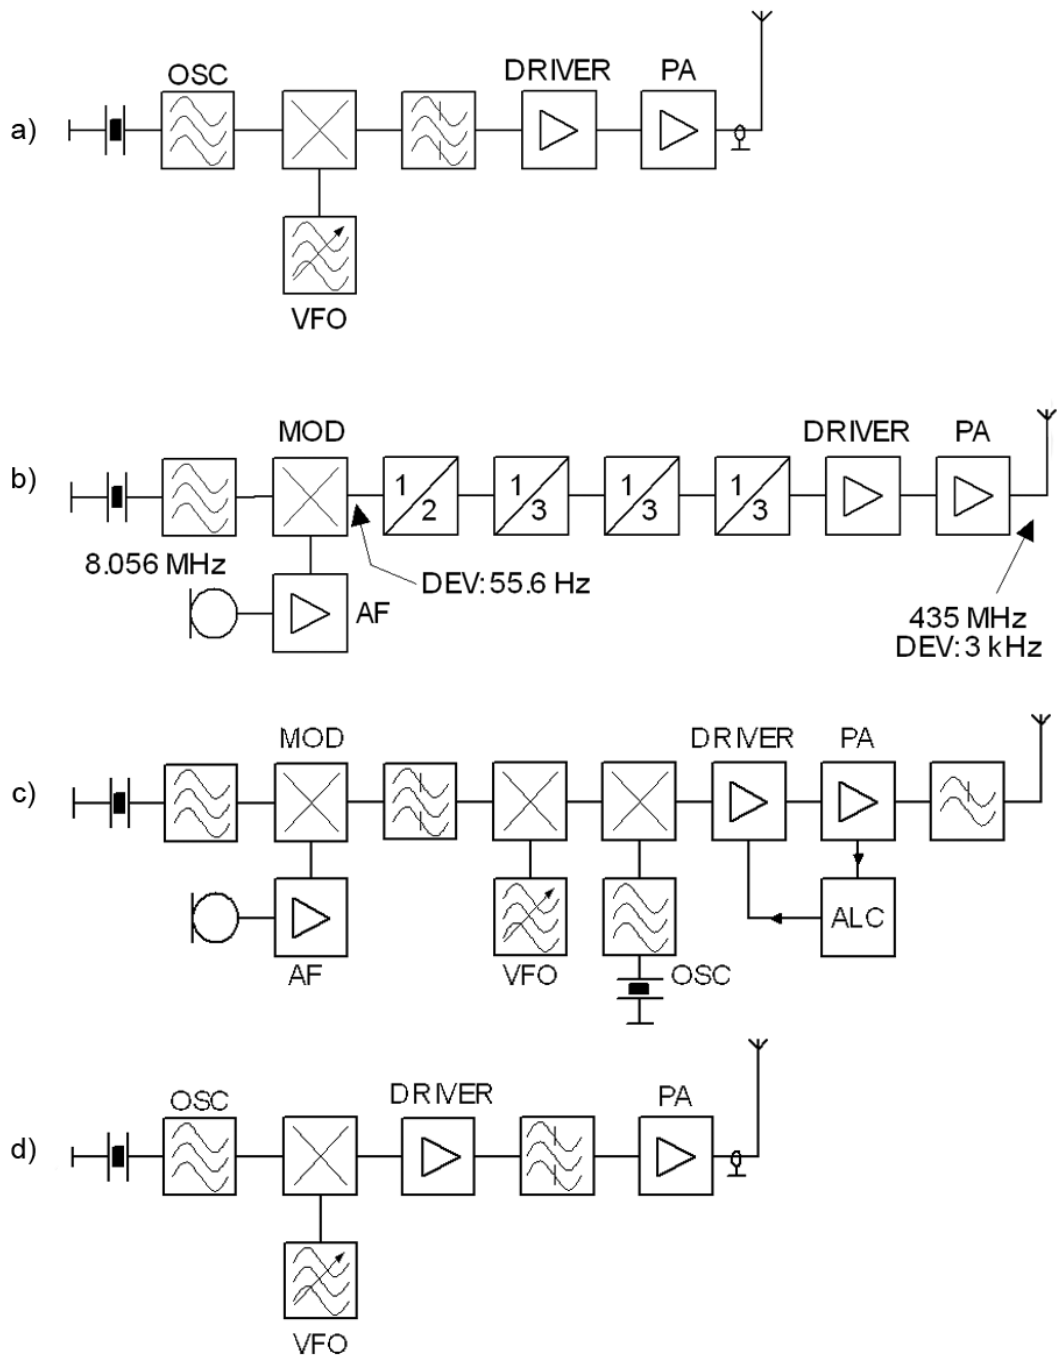 OSC
DRIVER
PA
a)
VFO
MOD
DRIVER
PA
b)
1
2
1
3
1
3
1
3
8.056 MHz
DEV: 55.6 Hz
AF
435 MHz
DEV: 3 kHz
MOD
DRIVER
PA
c)
ALC
AF
VFO
OSC
OSC
DRIVER
PA
d)
VFO